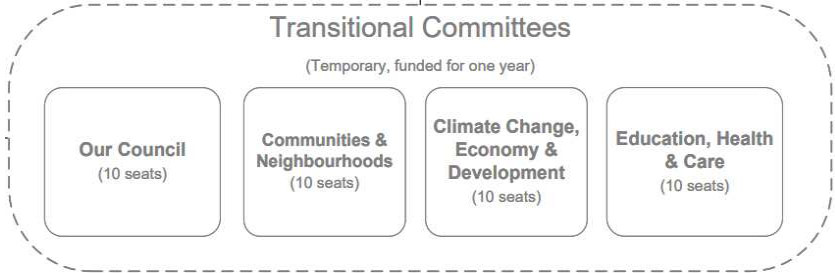 Transitional Committees
(Temporary, funded for one year)
Our Council
(10 seats)
Communities &
Neighbourhoods
(10 seats)
Climate Change,
Economy &
Development
(10 seats)
Education, Health
& Care
(10 seats)